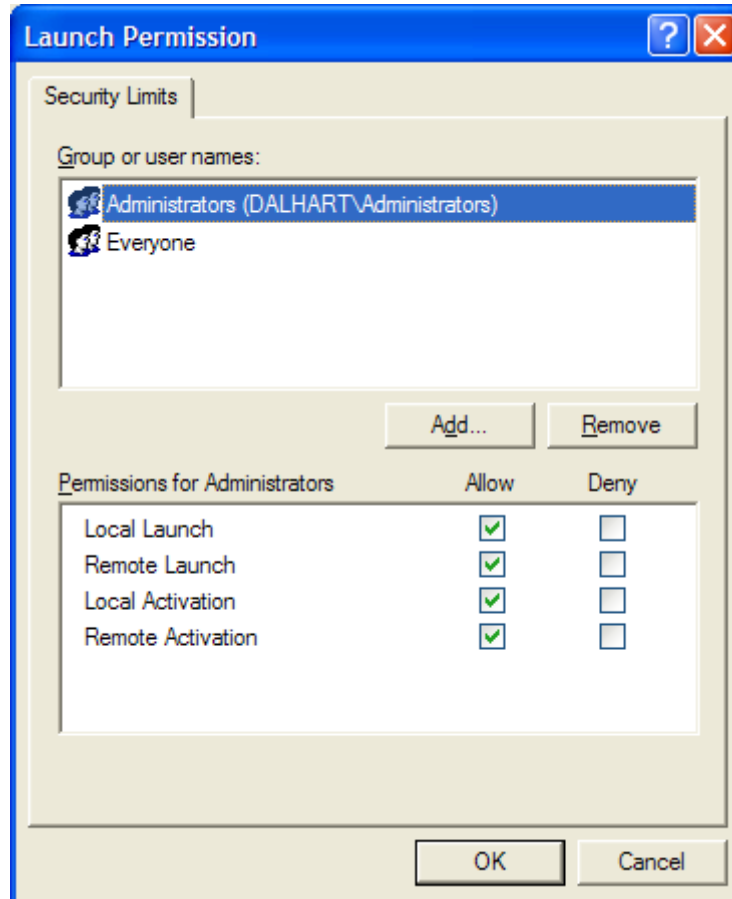 Launch Permission
Security Limits
Group or user names:
Administrators (DALHART\Administrators)
Everyone
Add... Remove
Permissions for Administrators Allow Deny
Local Launch
Remote Launch
Local Activation
Remote Activation
OK Cancel